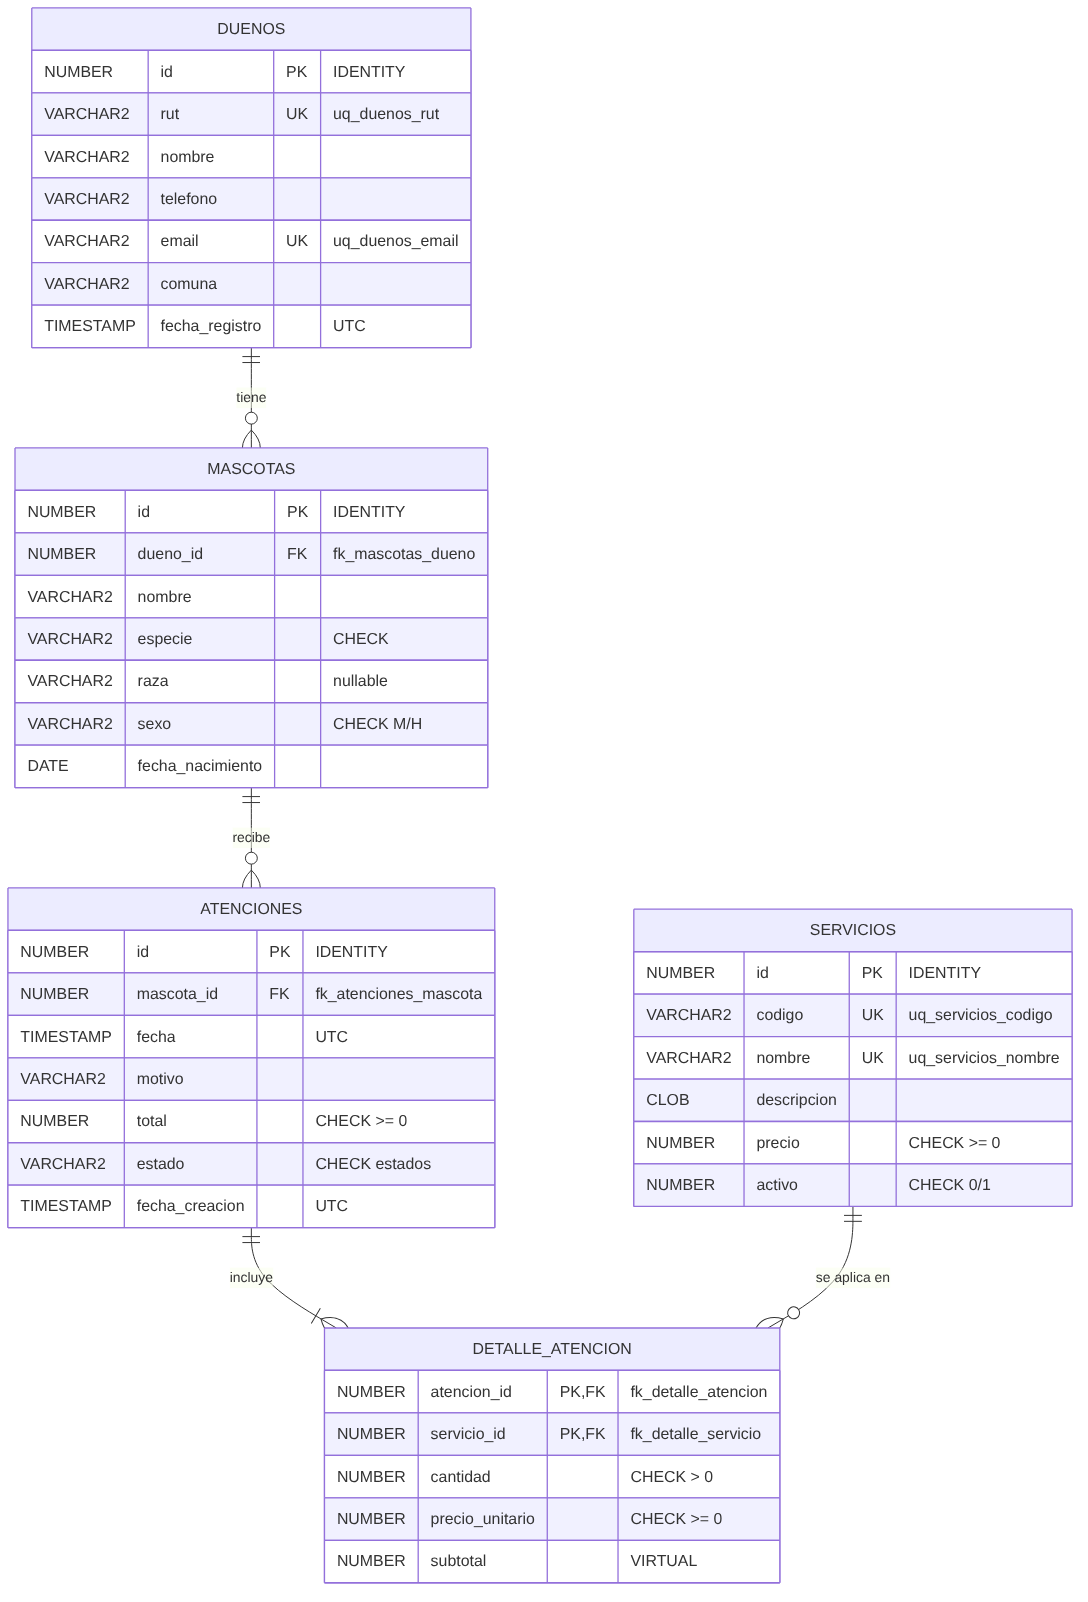 DUENOS
NUMBER id PK IDENTITY
VARCHAR2 rut UK uq_duenos_rut
VARCHAR2 nombre
VARCHAR2 telefono
VARCHAR2 email UK uq_duenos_email
VARCHAR2 comuna
TIMESTAMP fecha_registro UTC
tiene
MASCOTAS
NUMBER id PK IDENTITY
NUMBER dueno_id FK fk_mascotas_dueno
VARCHAR2 nombre
VARCHAR2 especie CHECK
VARCHAR2 raza nullable
VARCHAR2 sexo CHECK M/H
DATE fecha_nacimiento
recibe
ATENCIONES
NUMBER id PK IDENTITY
NUMBER mascota_id FK fk_atenciones_mascota
TIMESTAMP fecha UTC
VARCHAR2 motivo
NUMBER total CHECK >= 0
VARCHAR2 estado CHECK estados
TIMESTAMP fecha_creacion UTC
SERVICIOS
NUMBER id PK IDENTITY
VARCHAR2 codigo UK uq_servicios_codigo
VARCHAR2 nombre UK uq_servicios_nombre
CLOB descripcion
NUMBER precio CHECK >= 0
NUMBER activo CHECK 0/1
incluye
se aplica en
DETALLE_ATENCION
NUMBER atencion_id PK,FK fk_detalle_atencion
NUMBER servicio_id PK,FK fk_detalle_servicio
NUMBER cantidad CHECK > 0
NUMBER precio_unitario CHECK >= 0
NUMBER subtotal VIRTUAL